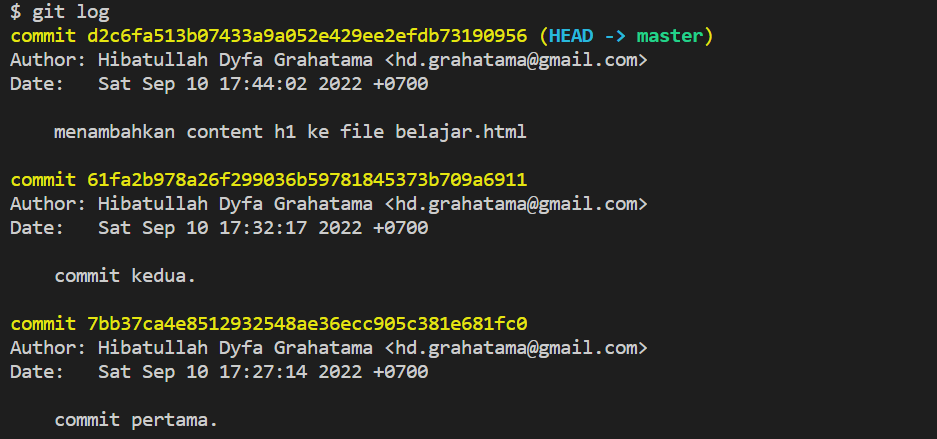 $ git log
commit d2c6fa513b07433a9a052e429ee2efdb73190956 (HEAD -> master)
Author: Hibatullah Dyfa Grahatama <hd.grahatama@gmail.com>
Date:   Sat Sep 10 17:44:02 2022 +0700
    menambahkan content h1 ke file belajar.html
commit 61fa2b978a26f299036b59781845373b709a6911
Author: Hibatullah Dyfa Grahatama <hd.grahatama@gmail.com>
Date:   Sat Sep 10 17:32:17 2022 +0700
    commit kedua.
commit 7bb37ca4e8512932548ae36ecc905c381e681fc0
Author: Hibatullah Dyfa Grahatama <hd.grahatama@gmail.com>
Date:   Sat Sep 10 17:27:14 2022 +0700
    commit pertama.